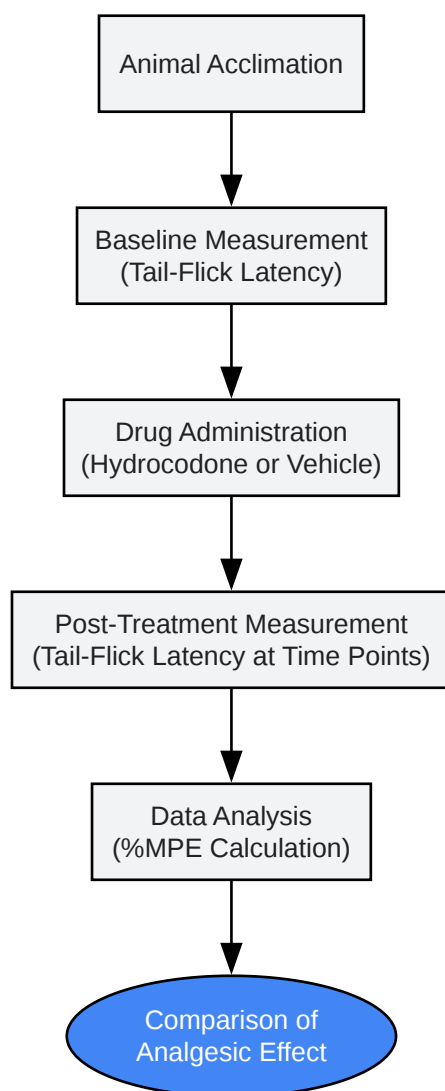 Animal Acclimation
Baseline Measurement
(Tail-Flick Latency)
Drug Administration
(Hydrocodone or Vehicle)
Post-Treatment Measurement
(Tail-Flick Latency at Time Points)
Data Analysis
(%MPE Calculation)
Comparison of
Analgesic Effect